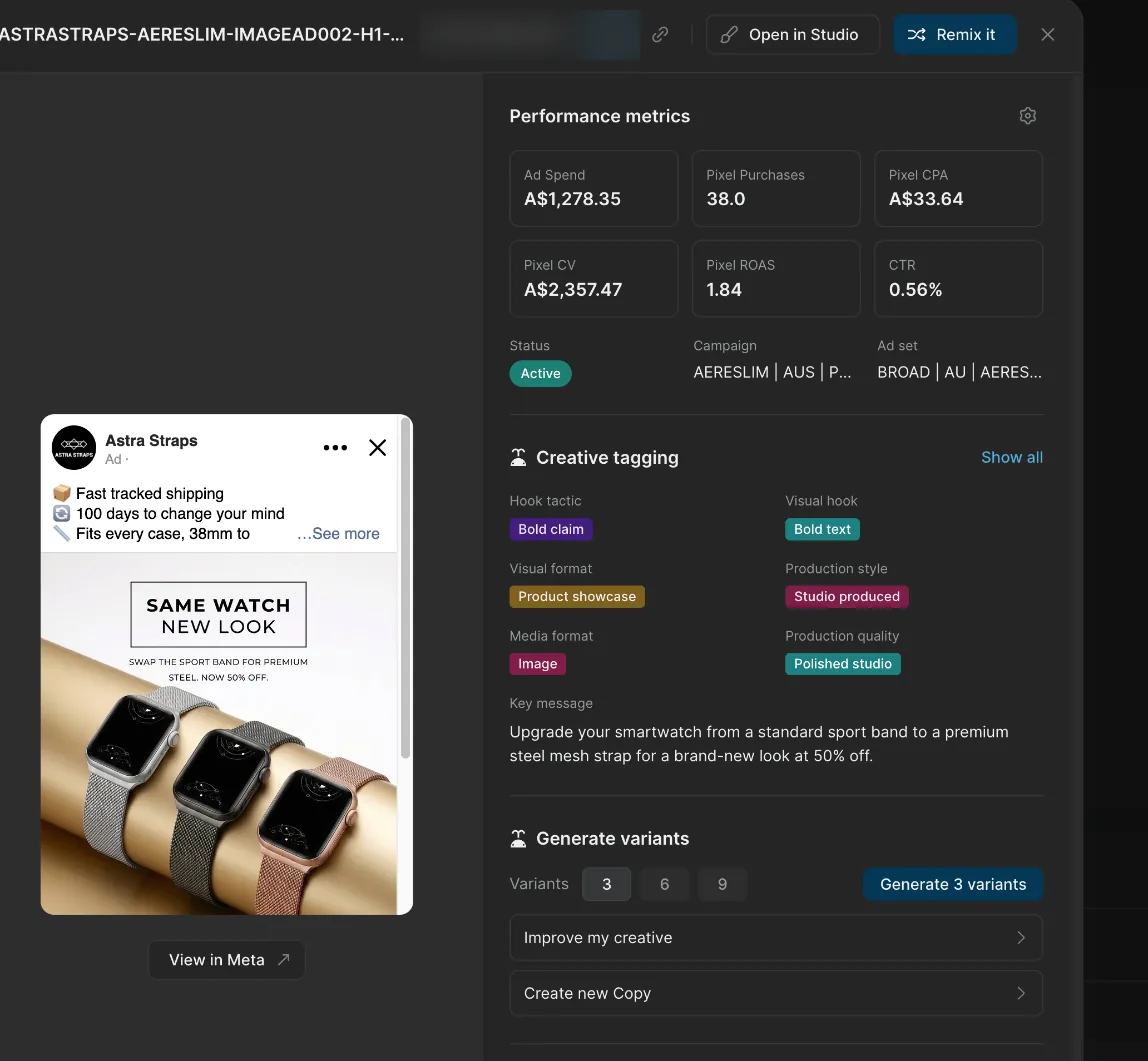 ASTRASTRAPS-AERESLIM-IMAGEAD002-H1-...
Open in Studio
Remix it
Performance metrics
Ad Spend
A$1,278.35
Pixel Purchases
38.0
Pixel CPA
A$33.64
Pixel CV
A$2,357.47
Pixel ROAS
1.84
CTR
0.56%
Status
Active
Campaign
AERESLIM | AUS | P...
Ad set
BROAD | AU | AERES...
ASTRA STRAPS
Astra Straps
Ad ·
📦 Fast tracked shipping
🔄 100 days to change your mind
📏 Fits every case, 38mm to ...See more
SAME WATCH
NEW LOOK
SWAP THE SPORT BAND FOR PREMIUM
STEEL. NOW 50% OFF.
View in Meta
Creative tagging
Show all
Hook tactic
Bold claim
Visual hook
Bold text
Visual format
Product showcase
Production style
Studio produced
Media format
Image
Production quality
Polished studio
Key message
Upgrade your smartwatch from a standard sport band to a premium
steel mesh strap for a brand-new look at 50% off.
Generate variants
Variants
3
6
9
Generate 3 variants
Improve my creative
Create new Copy